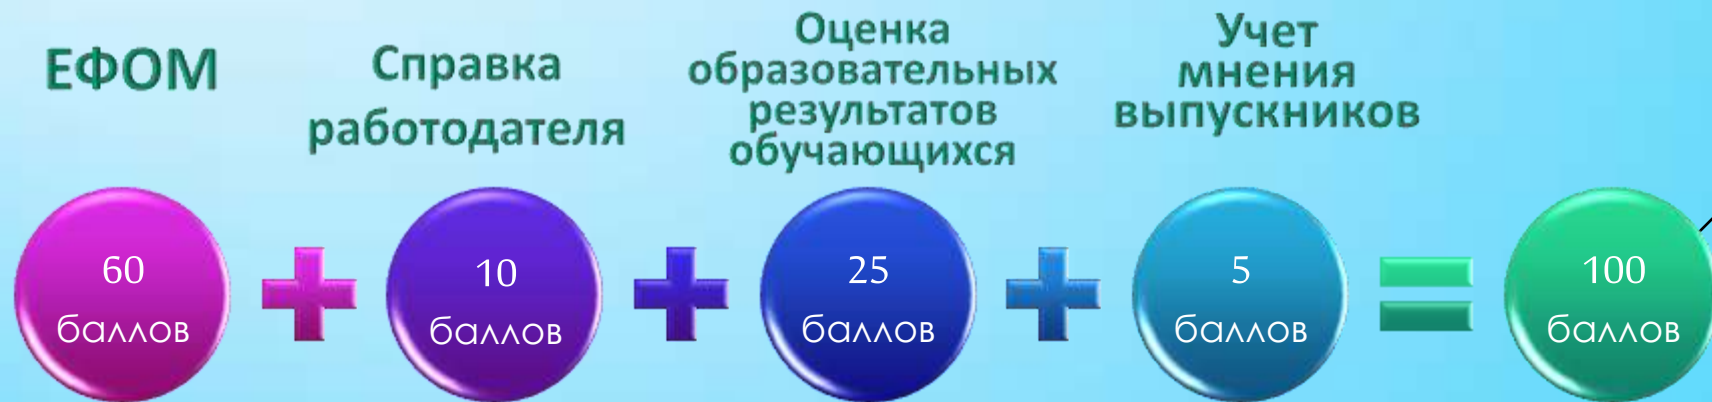 ЕФОМ
Справка
работодателя
Оценка
образовательных
результатов
обучающихся
Учет
мнения
выпускников
60
баллов
10
баллов
25
баллов
5
баллов
100
баллов